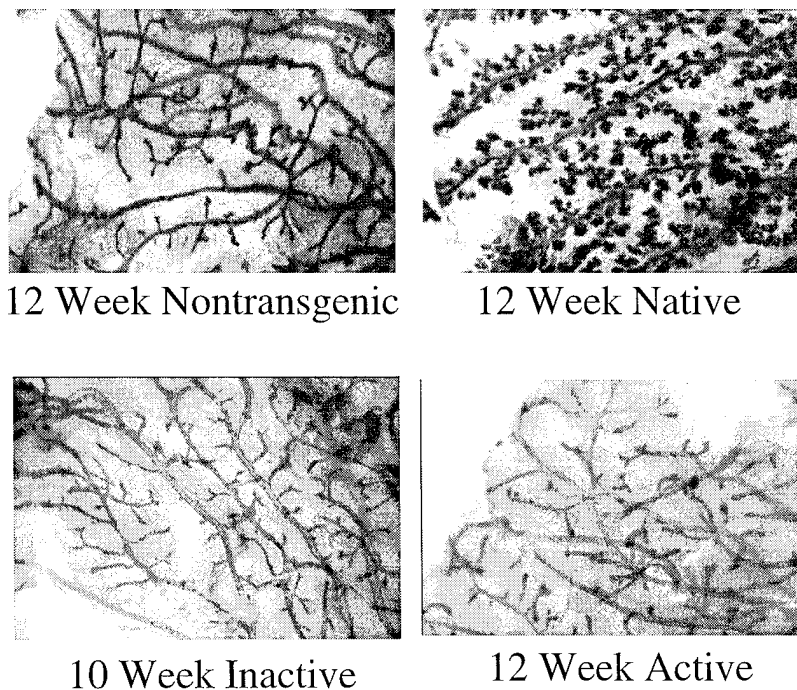 12 Week Nontransgenic
12 Week Native
10 Week Inactive
12 Week Active